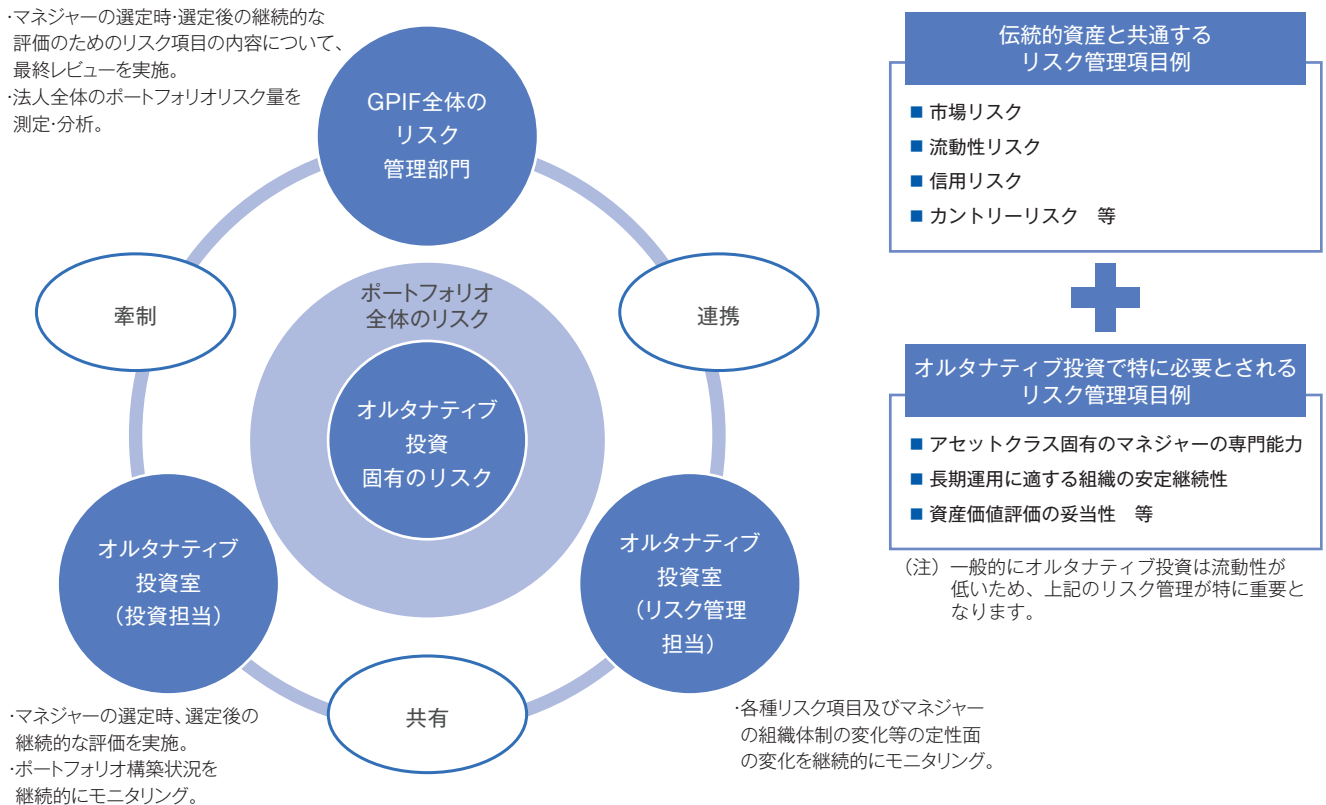 ･マネジャーの選定時･選定後の継続的な
評価のためのリスク項目の内容について、
最終レビューを実施。
･法人全体のポートフォリオリスク量を
測定･分析。
GPIF全体の
リスク
管理部門
牽制
連携
ポートフォリオ
全体のリスク
オルタナティブ
投資
固有のリスク
オルタナティブ
投資室
（投資担当）
オルタナティブ
投資室
（リスク管理
担当）
共有
･マネジャーの選定時、選定後の
継続的な評価を実施。
･ポートフォリオ構築状況を
継続的にモニタリング。
･各種リスク項目及びマネジャー
の組織体制の変化等の定性面
の変化を継続的にモニタリング。
伝統的資産と共通する
リスク管理項目例
■ 市場リスク
■ 流動性リスク
■ 信用リスク
■ カントリーリスク　等
オルタナティブ投資で特に必要とされる
リスク管理項目例
■ アセットクラス固有のマネジャーの専門能力
■ 長期運用に適する組織の安定継続性
■ 資産価値評価の妥当性　等
（注）一般的にオルタナティブ投資は流動性が
低いため、上記のリスク管理が特に重要と
なります。